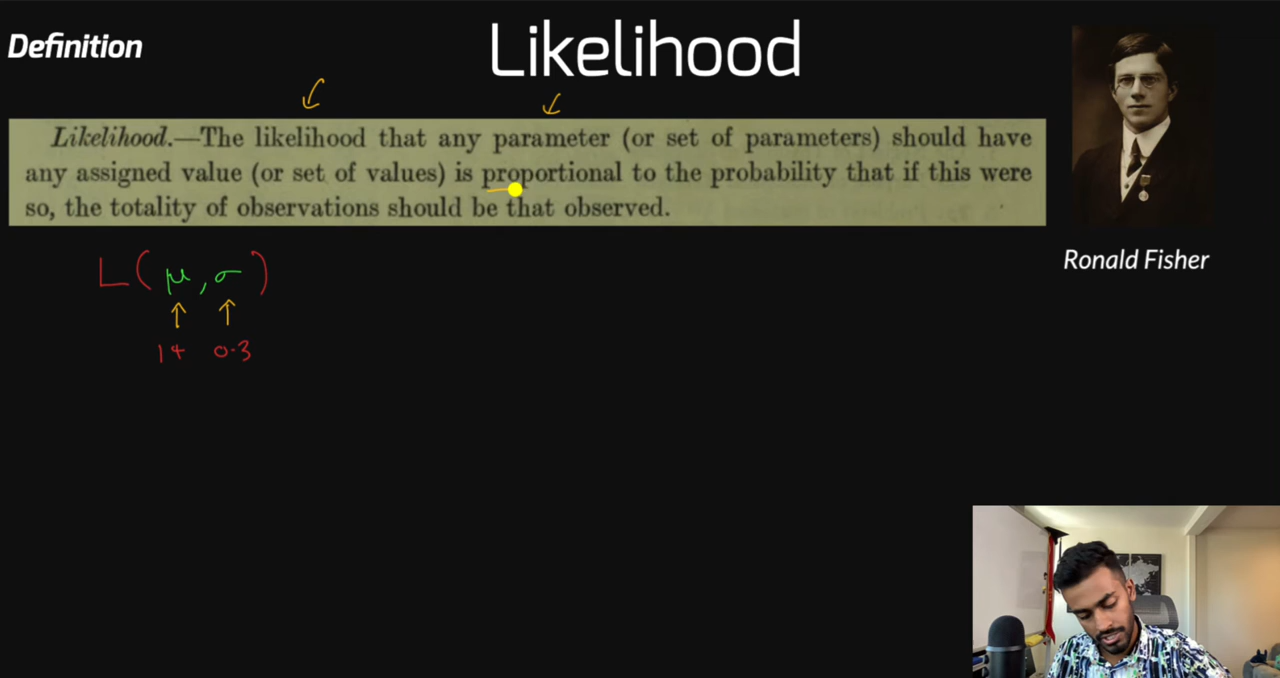 Definition
Likelihood
Likelihood.—The likelihood that any parameter (or set of parameters) should have
any assigned value (or set of values) is proportional to the probability that if this were
so, the totality of observations should be that observed.
Ronald Fisher
L(μ,σ)
14 0.3